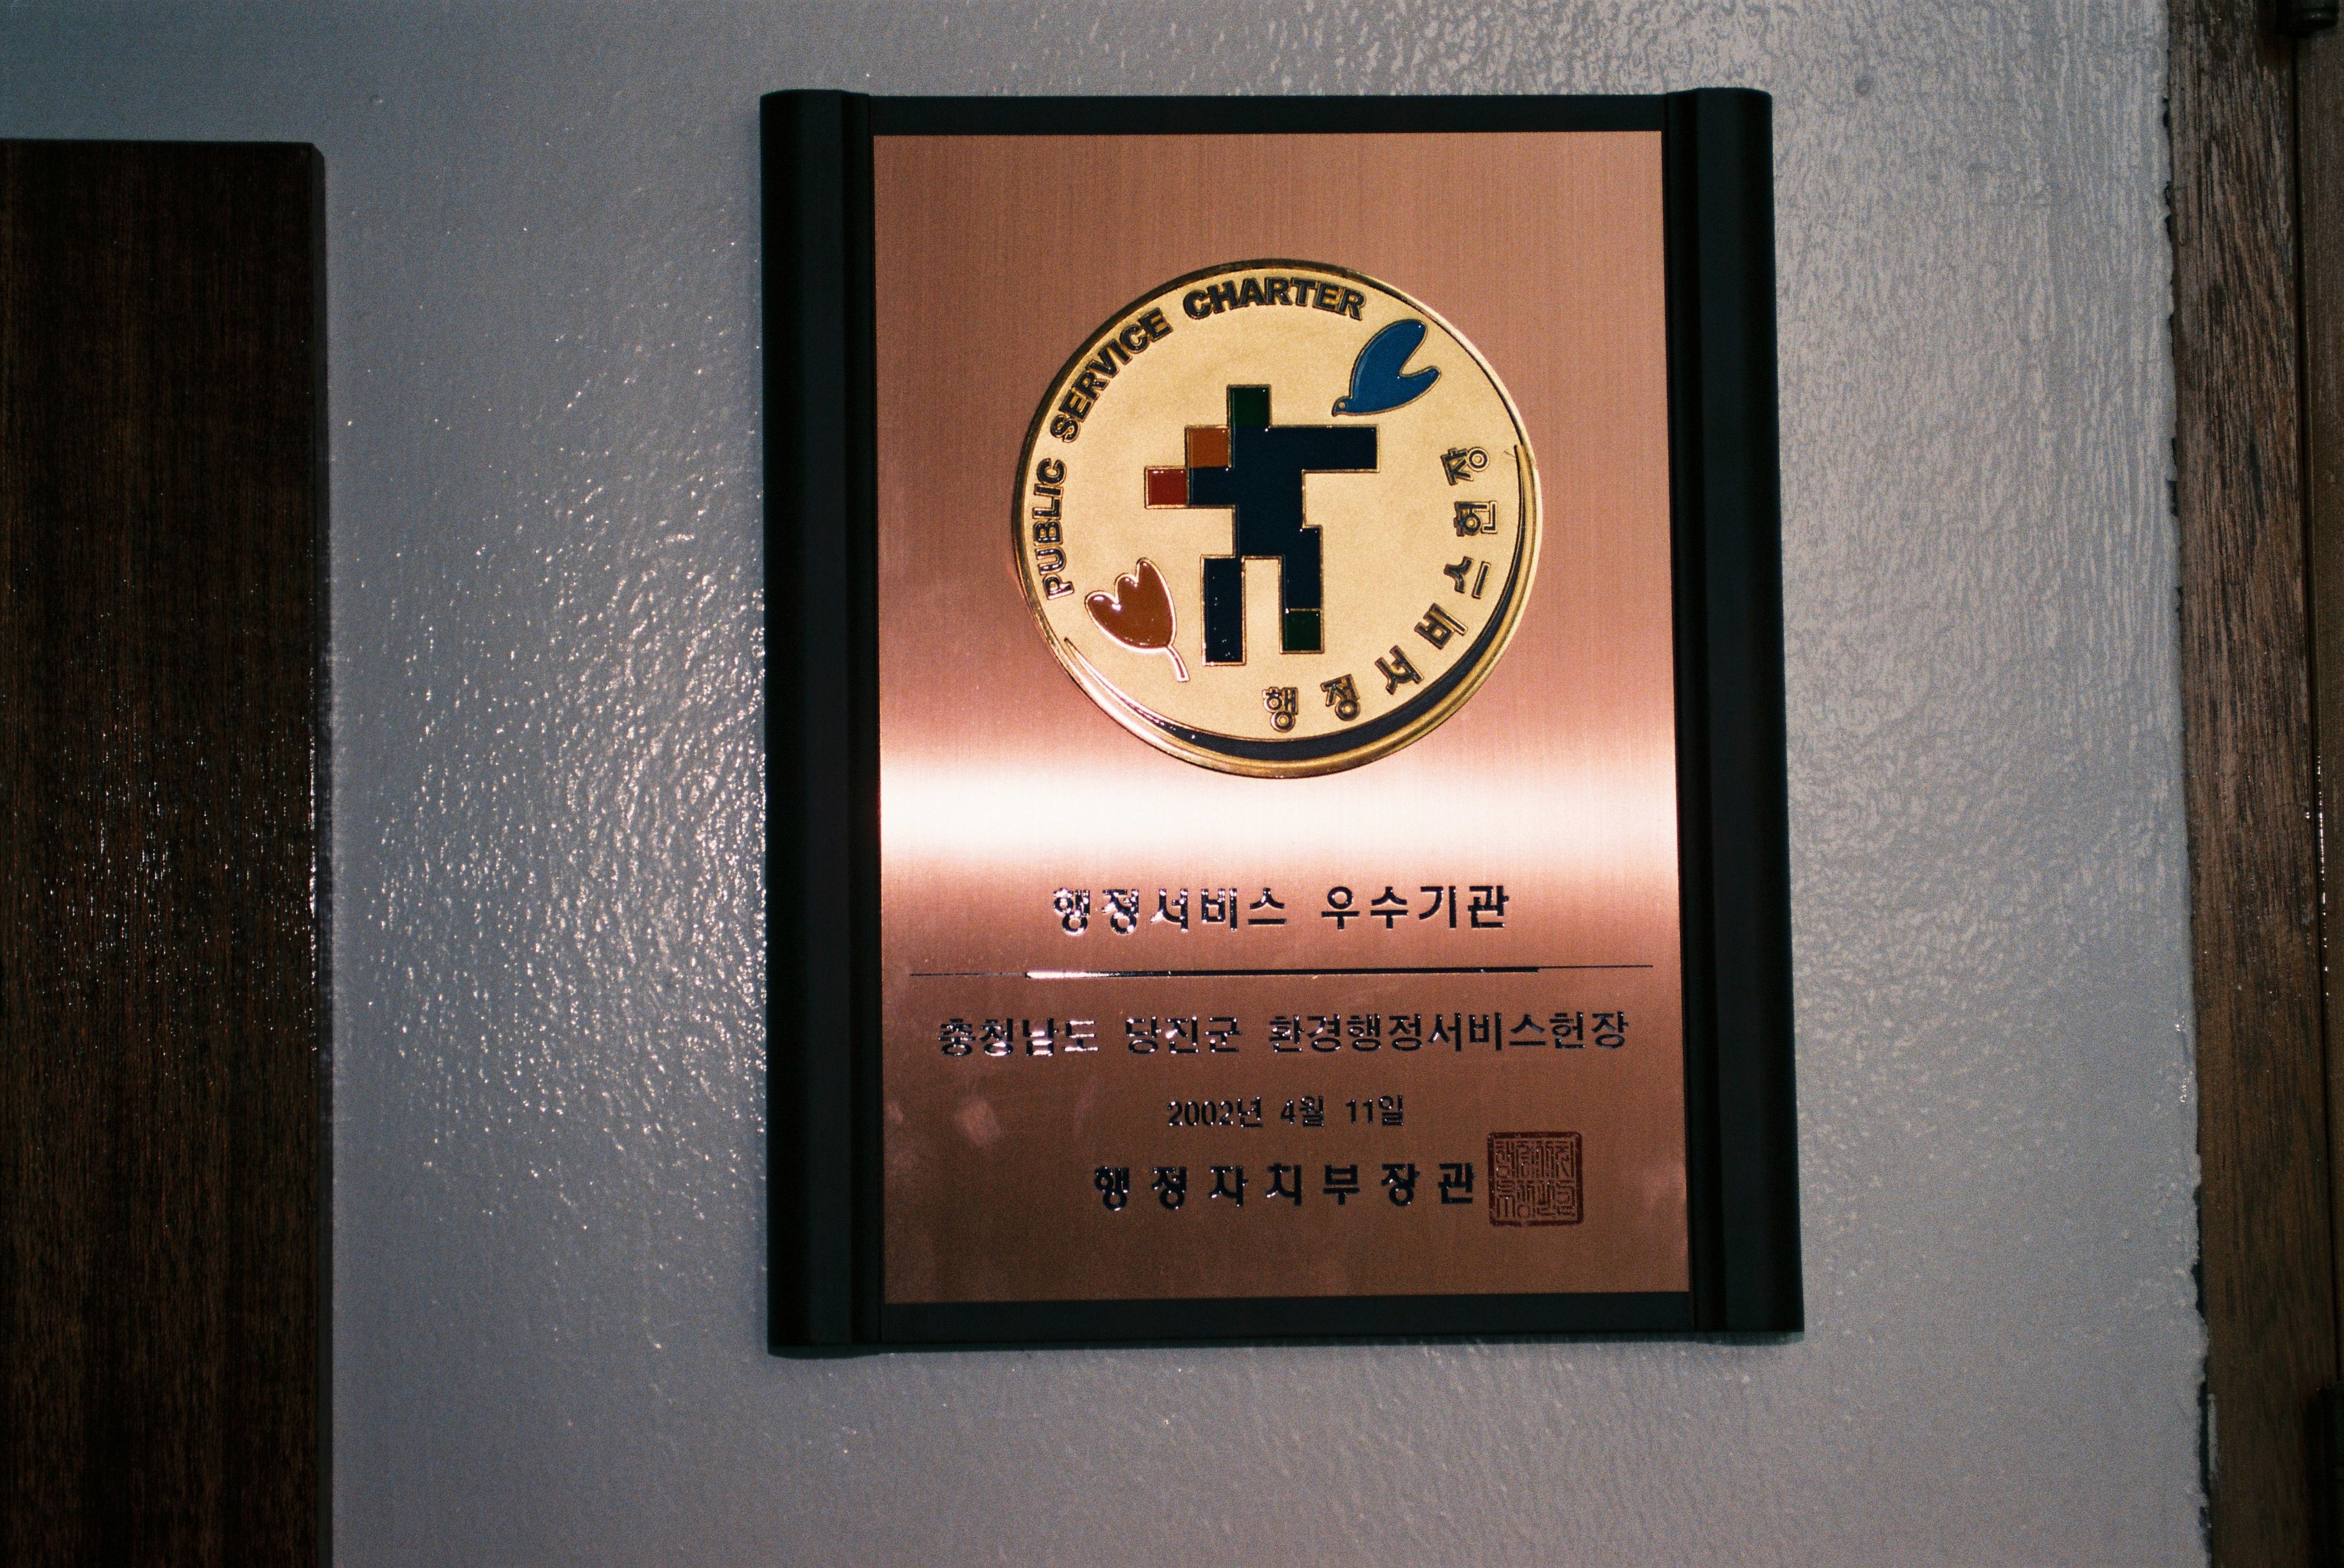 PUBLIC SERVICE CHARTER
행정서비스헌장
행정서비스 우수기관
충청남도 당진군 환경행정서비스헌장
2002년 4월 11일
행정자치부장관